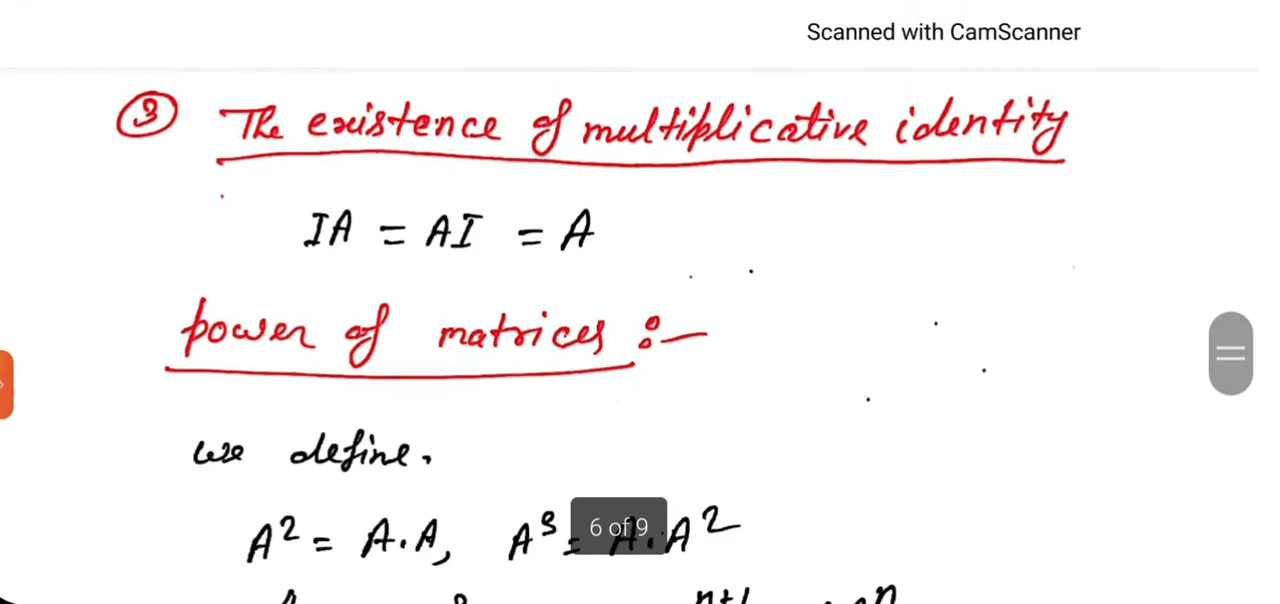 Scanned with CamScanner
③ The existence of multiplicative identity
IA = AI = A
power of matrices :-
we define.
A² = A.A, A³ = A.A²
6 of 9